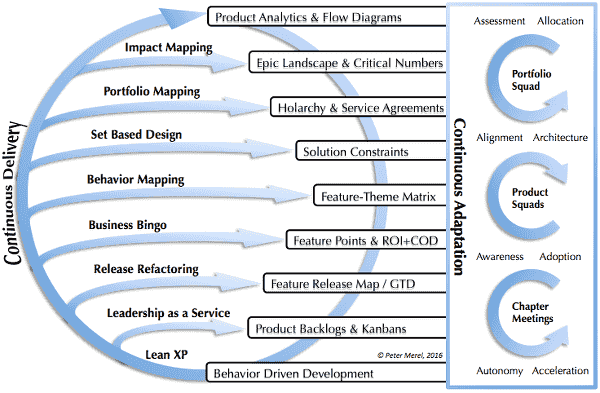 Product Analytics & Flow Diagrams
Impact Mapping
Epic Landscape & Critical Numbers
Portfolio Mapping
Holarchy & Service Agreements
Set Based Design
Solution Constraints
Behavior Mapping
Feature-Theme Matrix
Business Bingo
Feature Points & ROI+COD
Release Refactoring
Feature Release Map / GTD
Leadership as a Service
Product Backlogs & Kanbans
Lean XP
Behavior Driven Development
© Peter Merel, 2016
Continuous Delivery
Continuous Adaptation
Assessment Allocation
Portfolio
Squad
Alignment Architecture
Product
Squads
Awareness Adoption
Chapter
Meetings
Autonomy Acceleration